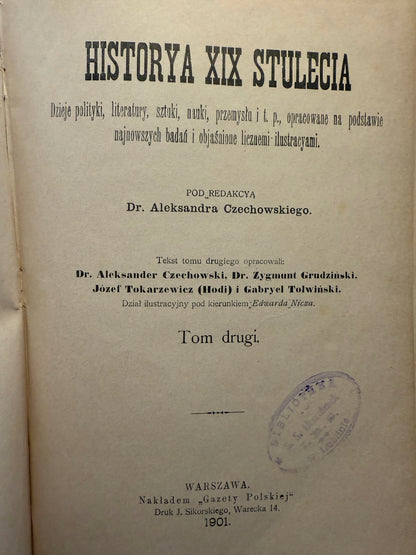 HISTORYA XIX STULECIA
Dzieje polityki, literatury, sztuki, nauki, przemysłu i t. p., opracowane na podstawie
najnowszych badań i objaśnione licznemi ilustracyami.
POD REDAKCYĄ
Dr. Aleksandra Czechowskiego.
Tekst tomu drugiego opracowali:
Dr. Aleksander Czechowski, Dr. Zygmunt Grudziński,
Józef Tokarzewicz (Hodi) i Gabryel Tolwiński.
Dział ilustracyjny pod kierunkiem Edwarda Nicza.
Tom drugi.
BIBLIOTEKA
WARSZAWA.
Nakładem „Gazety Polskiej"
Druk J. Sikorskiego, Warecka 14.
1901.